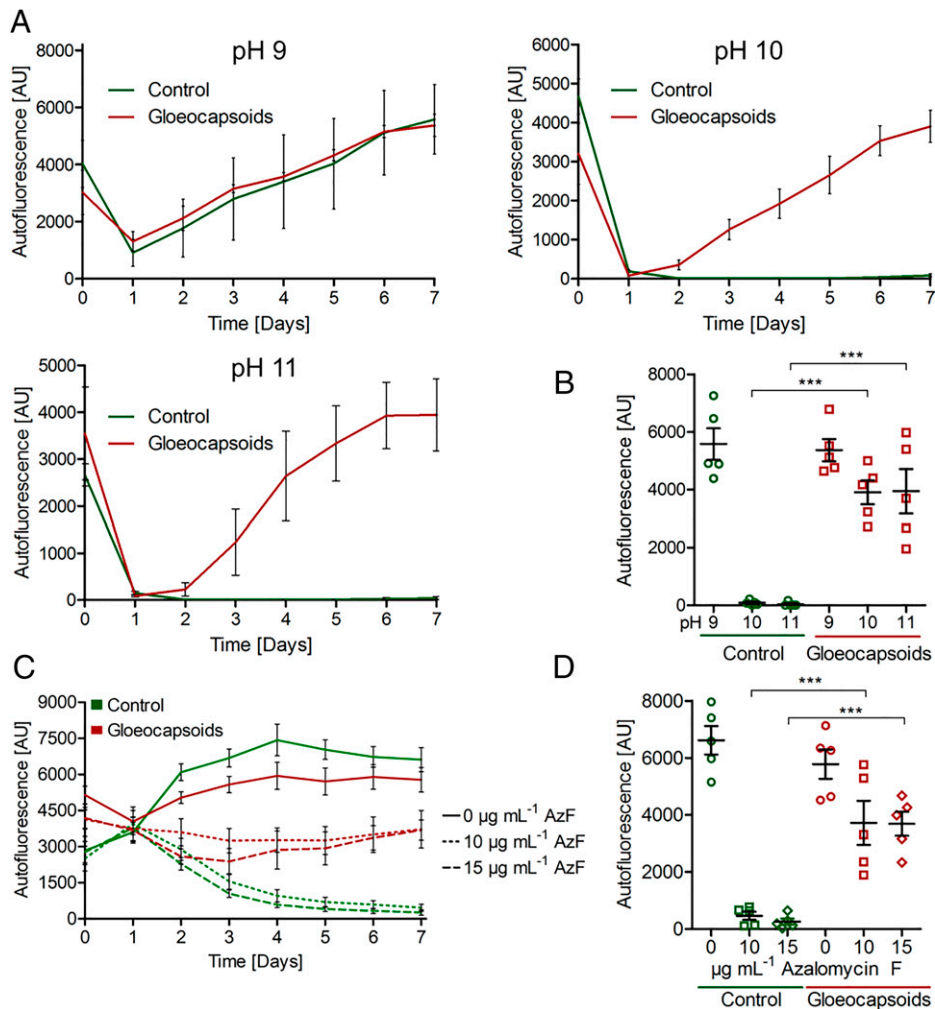 A
pH 9
Autofluorescence [AU]
8000
6000
4000
2000
0
Control
Gloeocapsoids
0 1 2 3 4 5 6 7
Time [Days]
pH 10
Autofluorescence [AU]
6000
5000
4000
3000
2000
1000
0
Control
Gloeocapsoids
0 1 2 3 4 5 6 7
Time [Days]
pH 11
Autofluorescence [AU]
5000
4000
3000
2000
1000
0
Control
Gloeocapsoids
0 1 2 3 4 5 6 7
Time [Days]
B
Autofluorescence [AU]
8000
6000
4000
2000
0
***
***
pH 9 10 11 9 10 11
Control Gloeocapsoids
C
Autofluorescence [AU]
9000
7500
6000
4500
3000
1500
0
Control
Gloeocapsoids
0 µg mL⁻¹ AzF
10 µg mL⁻¹ AzF
15 µg mL⁻¹ AzF
0 1 2 3 4 5 6 7
Time [Days]
D
Autofluorescence [AU]
8000
6000
4000
2000
0
***
***
0 10 15 0 10 15
µg mL⁻¹ Azalomycin F
Control Gloeocapsoids